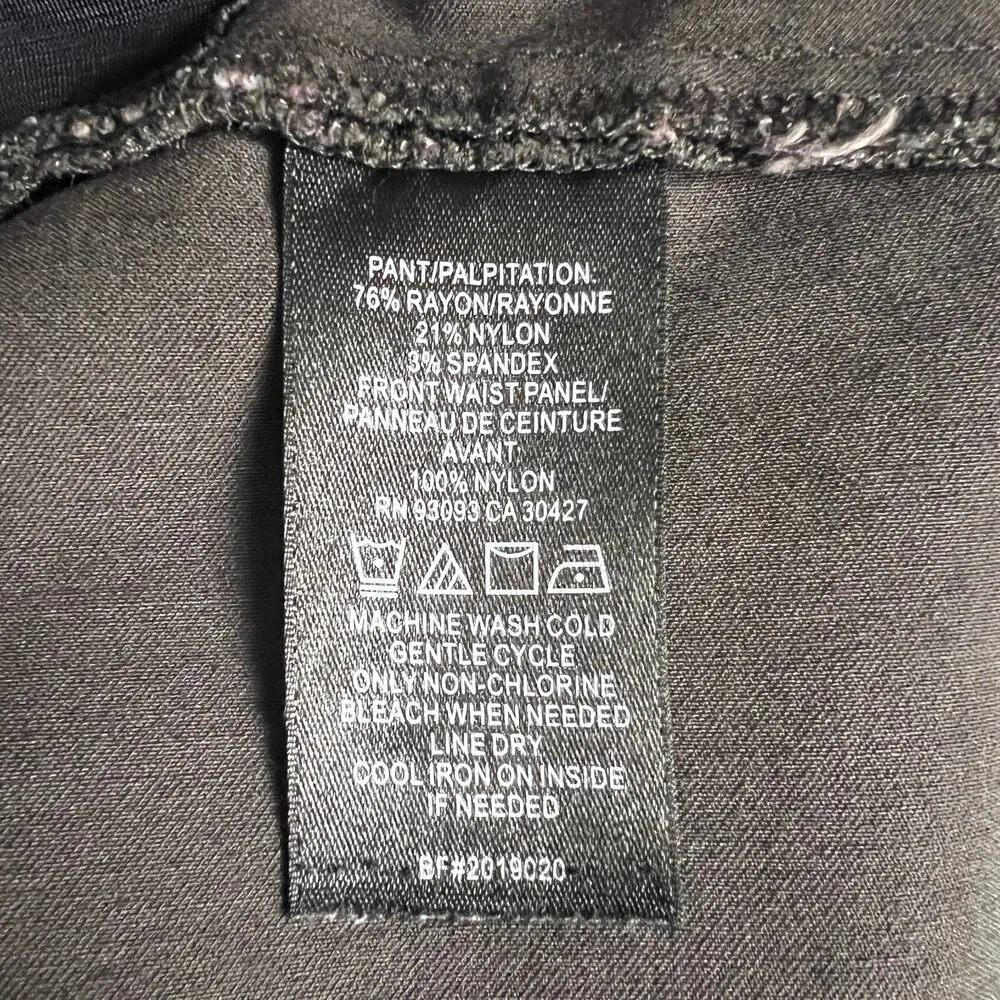 PANT/PALPITATION.
76% RAYON/RAYONNE
21% NYLON
3% SPANDEX
FRONT WAIST PANEL/
PANNEAU DE CEINTURE
AVANT
100% NYLON
RN 93093 CA 30427
MACHINE WASH COLD
GENTLE CYCLE
ONLY NON-CHLORINE
BLEACH WHEN NEEDED
LINE DRY
COOL IRON ON INSIDE
IF NEEDED
BF#2019020